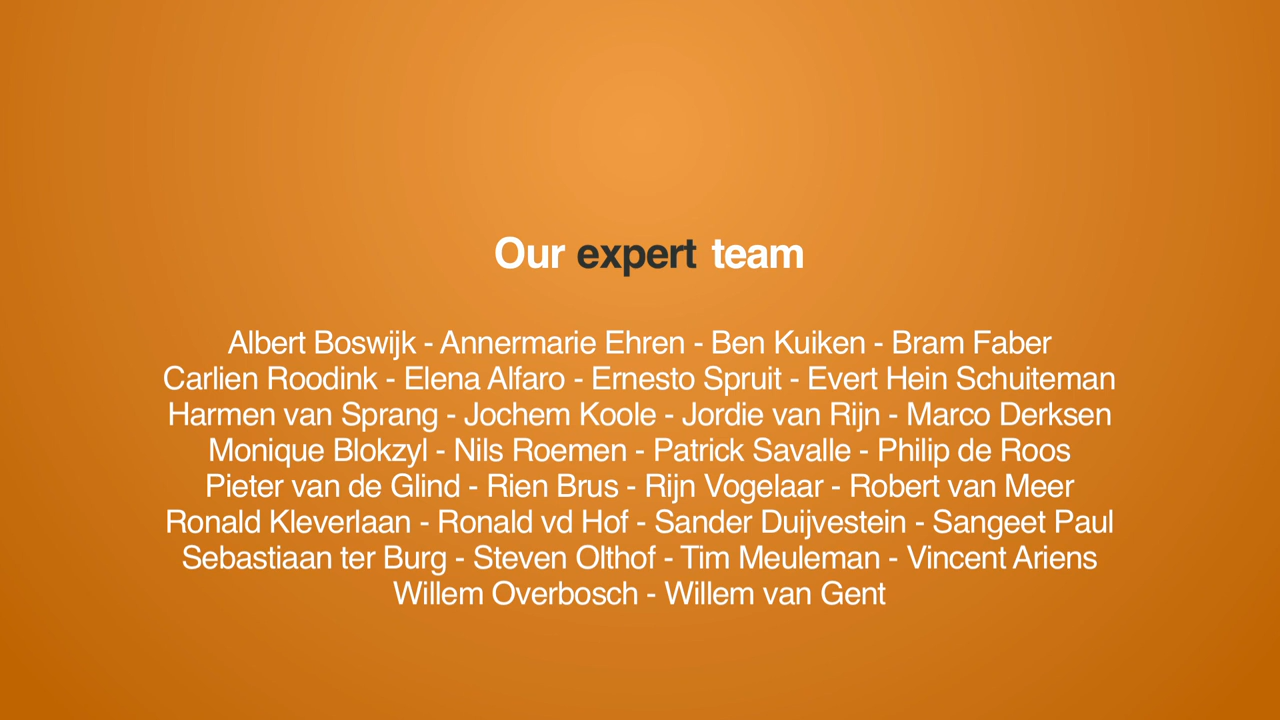 Our expert team
Albert Boswijk - Annermarie Ehren - Ben Kuiken - Bram Faber
Carlien Roodink - Elena Alfaro - Ernesto Spruit - Evert Hein Schuiteman
Harmen van Sprang - Jochem Koole - Jordie van Rijn - Marco Derksen
Monique Blokzyl - Nils Roemen - Patrick Savalle - Philip de Roos
Pieter van de Glind - Rien Brus - Rijn Vogelaar - Robert van Meer
Ronald Kleverlaan - Ronald vd Hof - Sander Duijvestein - Sangeet Paul
Sebastiaan ter Burg - Steven Olthof - Tim Meuleman - Vincent Ariens
Willem Overbosch - Willem van Gent